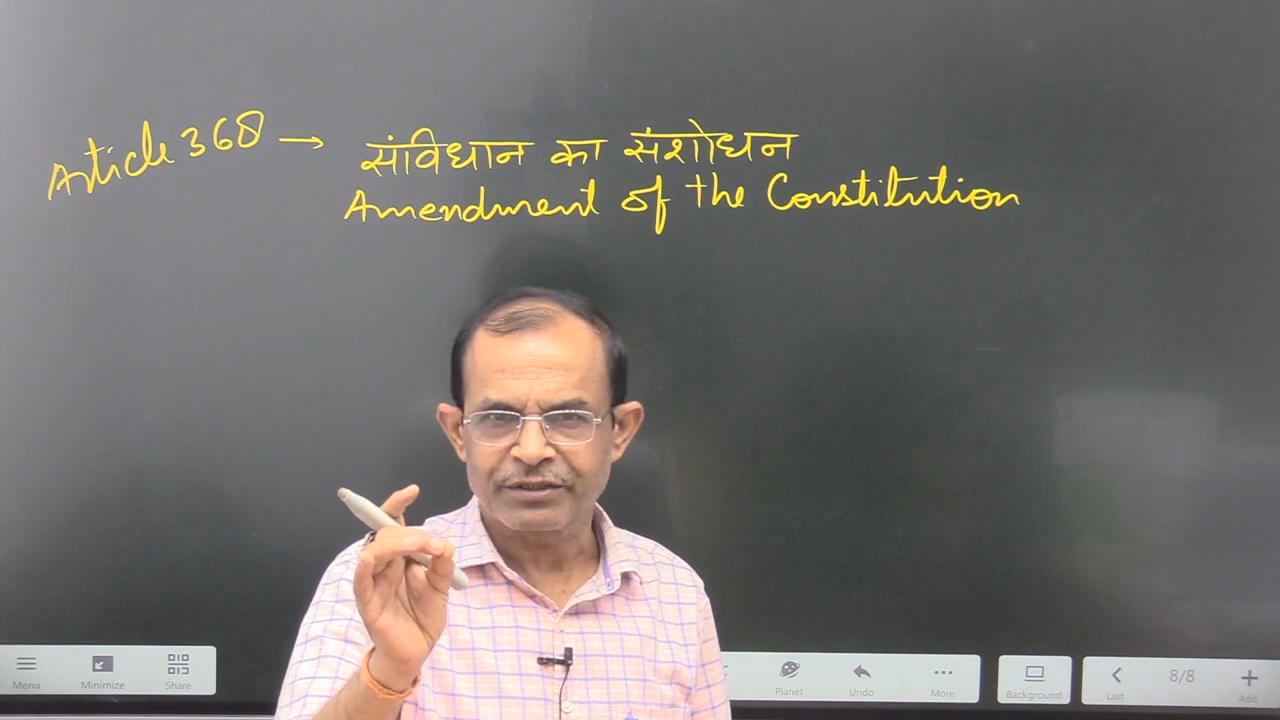 Article 368 → संविधान का संशोधन
Amendment of the Constitution
Menu
Minimize
Share
Planet
Undo
More
Background
Last
8/8
Add